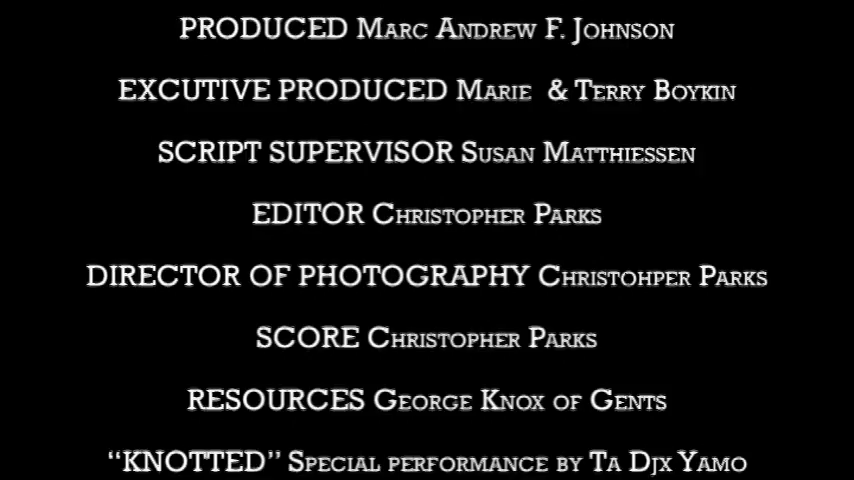 PRODUCED Marc Andrew F. Johnson
EXCUTIVE PRODUCED Marie & Terry Boykin
SCRIPT SUPERVISOR Susan Matthiessen
EDITOR Christopher Parks
DIRECTOR OF PHOTOGRAPHY Christohper Parks
SCORE Christopher Parks
RESOURCES George Knox of Gents
“KNOTTED” Special performance by Ta Djx Yamo